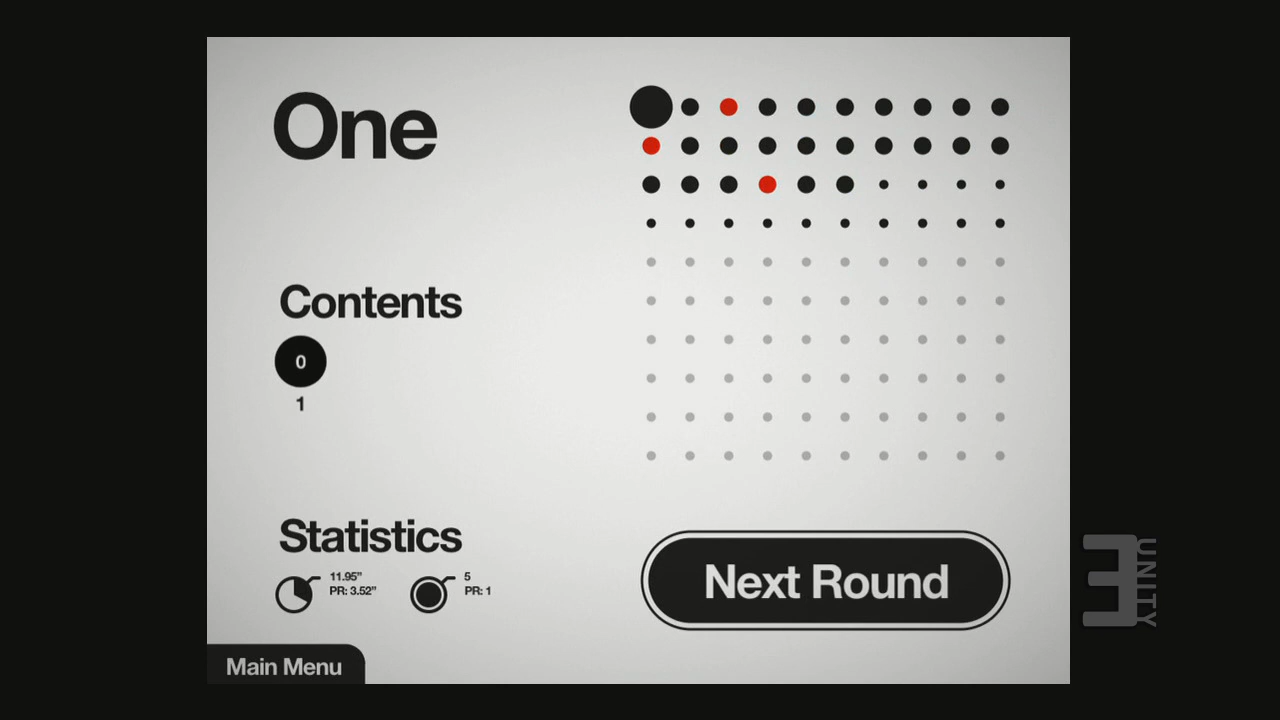 One
Contents
0
1
Statistics
11.95"
PR: 3.52"
5
PR: 1
Next Round
Main Menu
UNITY